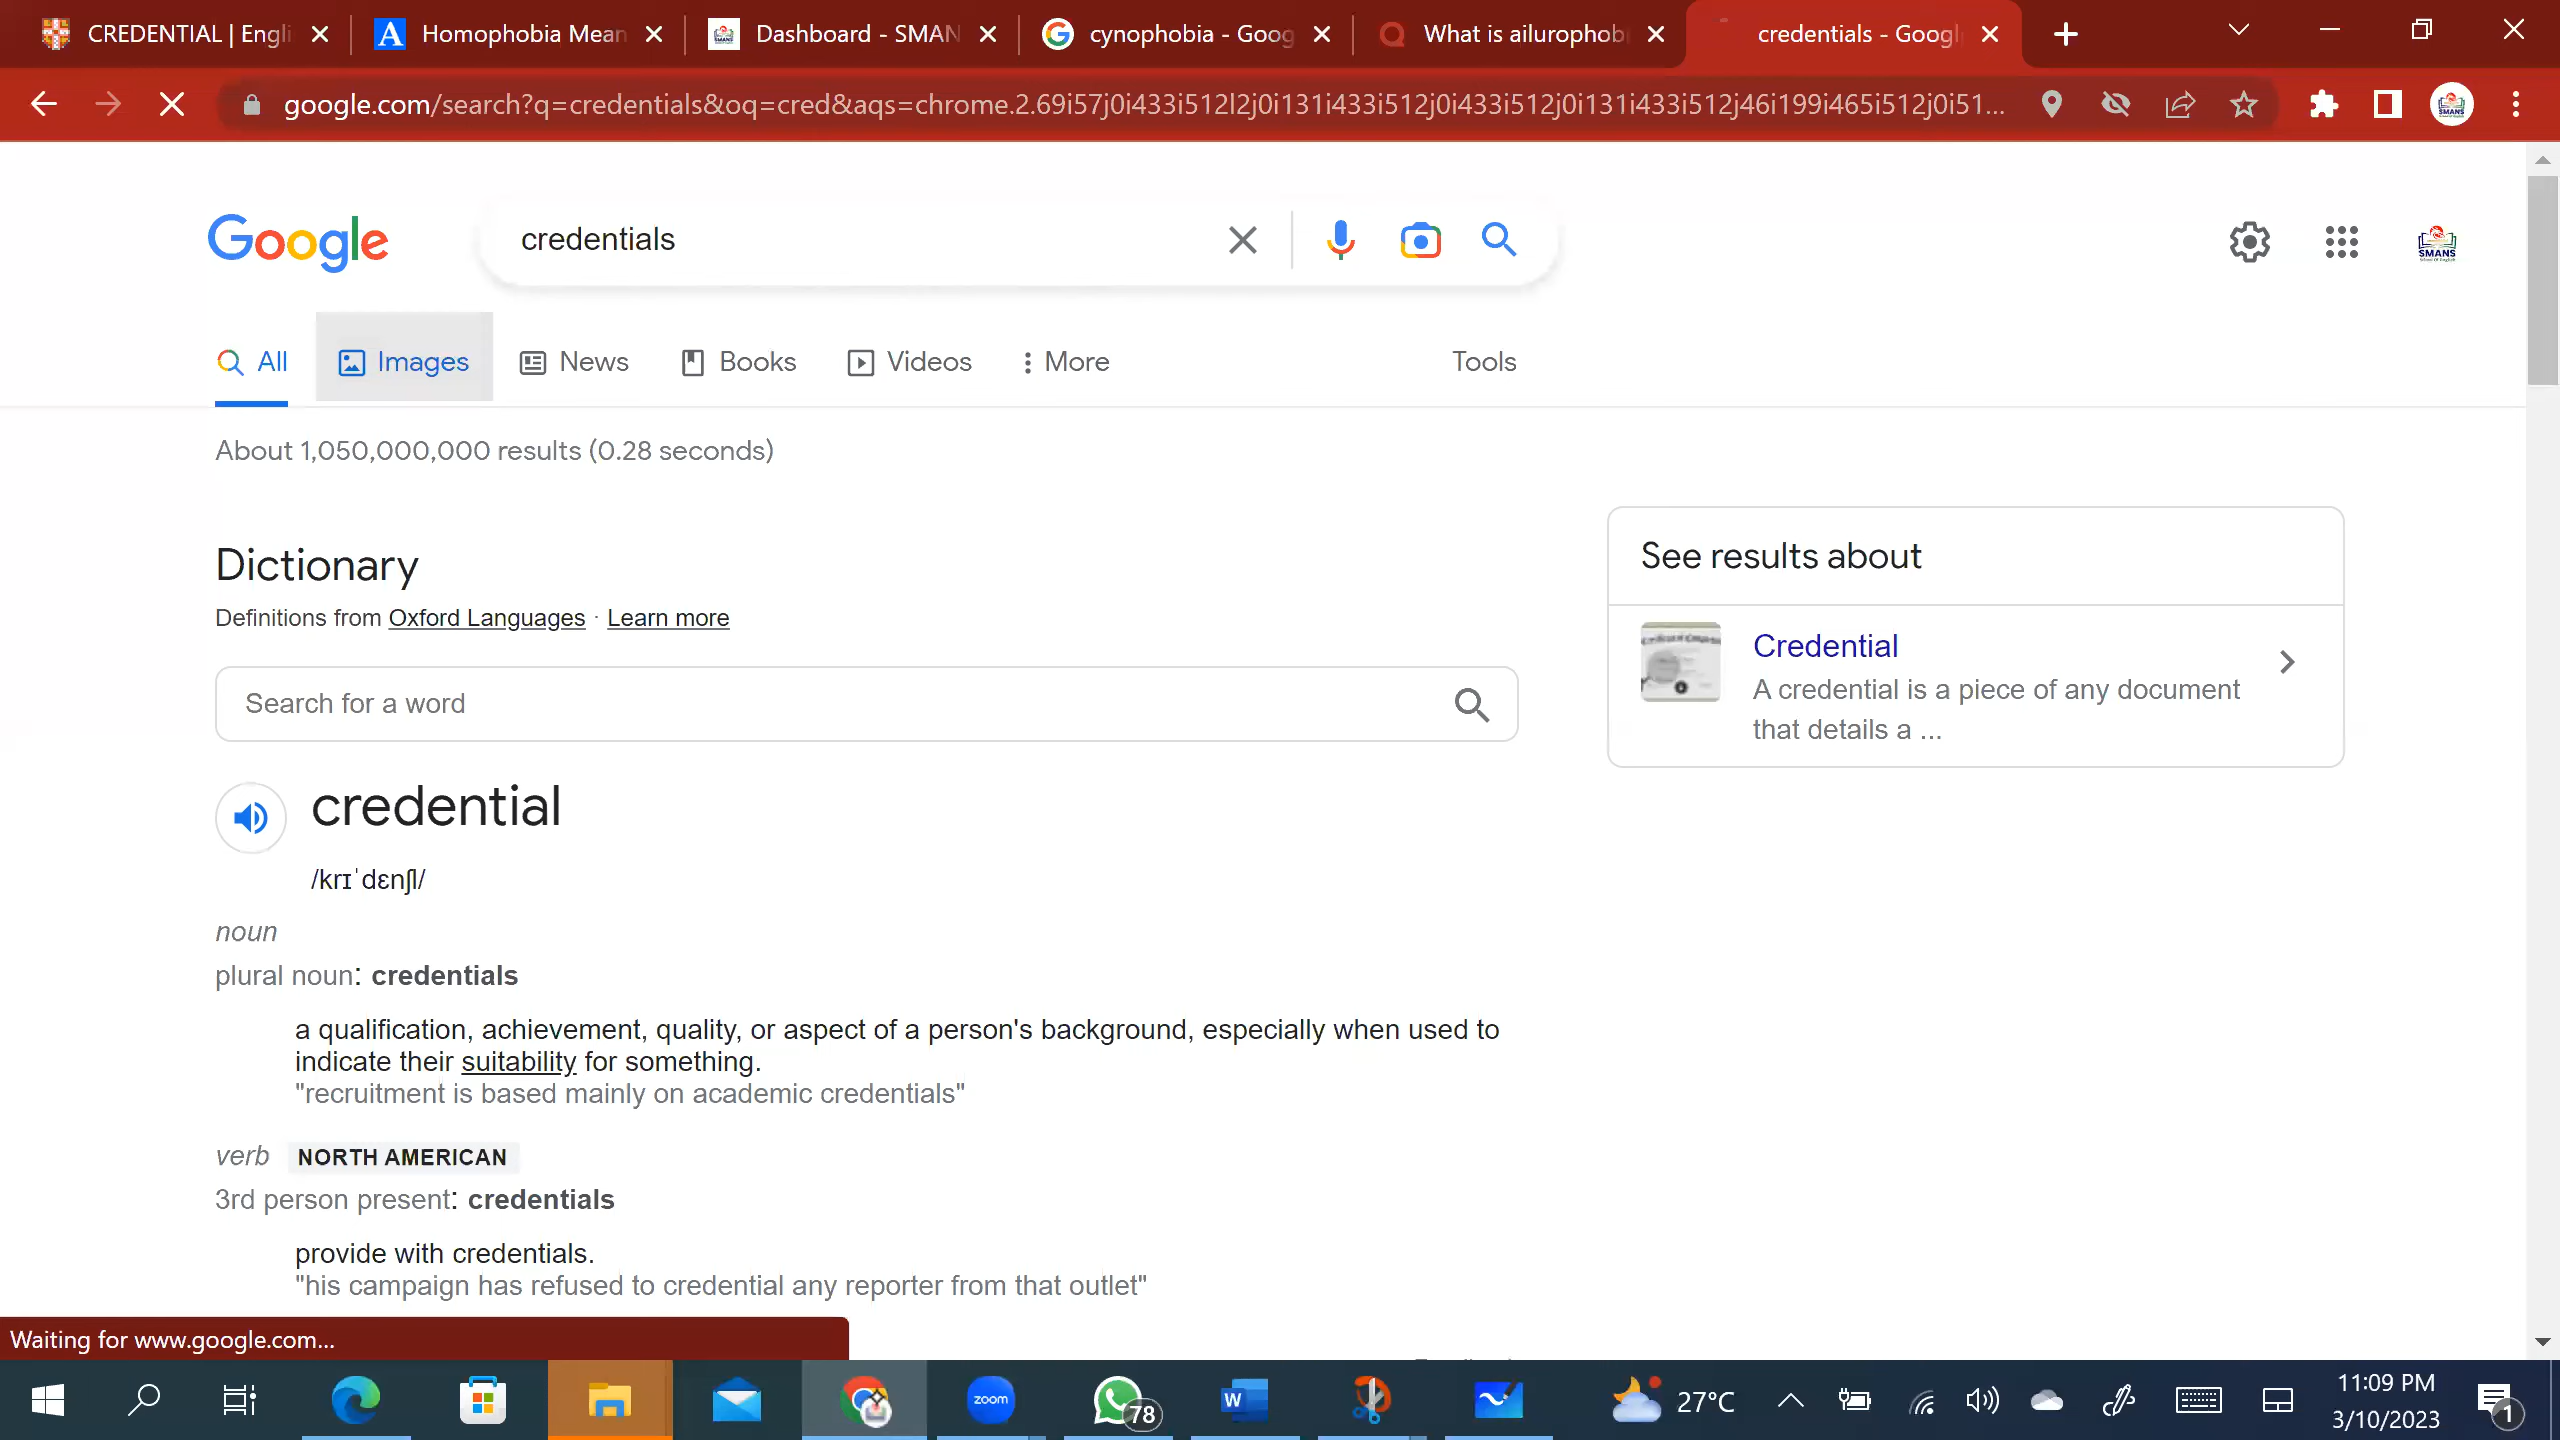 CREDENTIAL | Engli
Homophobia Mean
Dashboard - SMAN
cynophobia - Goog
What is ailurophob
credentials - Googl
google.com/search?q=credentials&oq=cred&aqs=chrome.2.69i57j0i433i512l2j0i131i433i512j0i433i512j0i131i433i512j46i199i465i512j0i51...
Google
credentials
SMANS
All
Images
News
Books
Videos
More
Tools
About 1,050,000,000 results (0.28 seconds)
Dictionary
Definitions from Oxford Languages · Learn more
Search for a word
See results about
Credential
A credential is a piece of any document
that details a ...
credential
/krɪˈdɛnʃl/
noun
plural noun: credentials
a qualification, achievement, quality, or aspect of a person's background, especially when used to
indicate their suitability for something.
"recruitment is based mainly on academic credentials"
verb NORTH AMERICAN
3rd person present: credentials
provide with credentials.
"his campaign has refused to credential any reporter from that outlet"
Waiting for www.google.com...
zoom
78
W
27°C
11:09 PM
3/10/2023
1